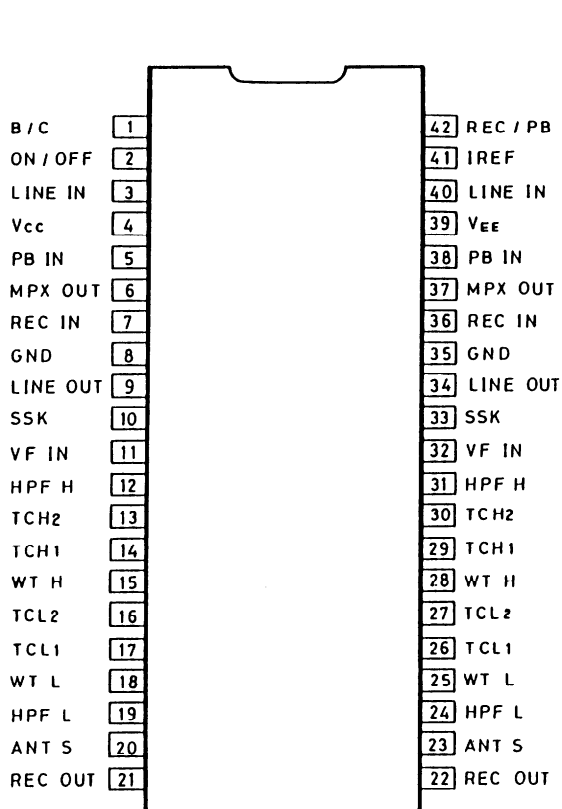 B/C 1 42 REC/PB
ON/OFF 2 41 IREF
LINE IN 3 40 LINE IN
Vcc 4 39 VEE
PB IN 5 38 PB IN
MPX OUT 6 37 MPX OUT
REC IN 7 36 REC IN
GND 8 35 GND
LINE OUT 9 34 LINE OUT
SSK 10 33 SSK
VF IN 11 32 VF IN
HPF H 12 31 HPF H
TCH2 13 30 TCH2
TCH1 14 29 TCH1
WT H 15 28 WT H
TCL2 16 27 TCL2
TCL1 17 26 TCL1
WT L 18 25 WT L
HPF L 19 24 HPF L
ANT S 20 23 ANT S
REC OUT 21 22 REC OUT